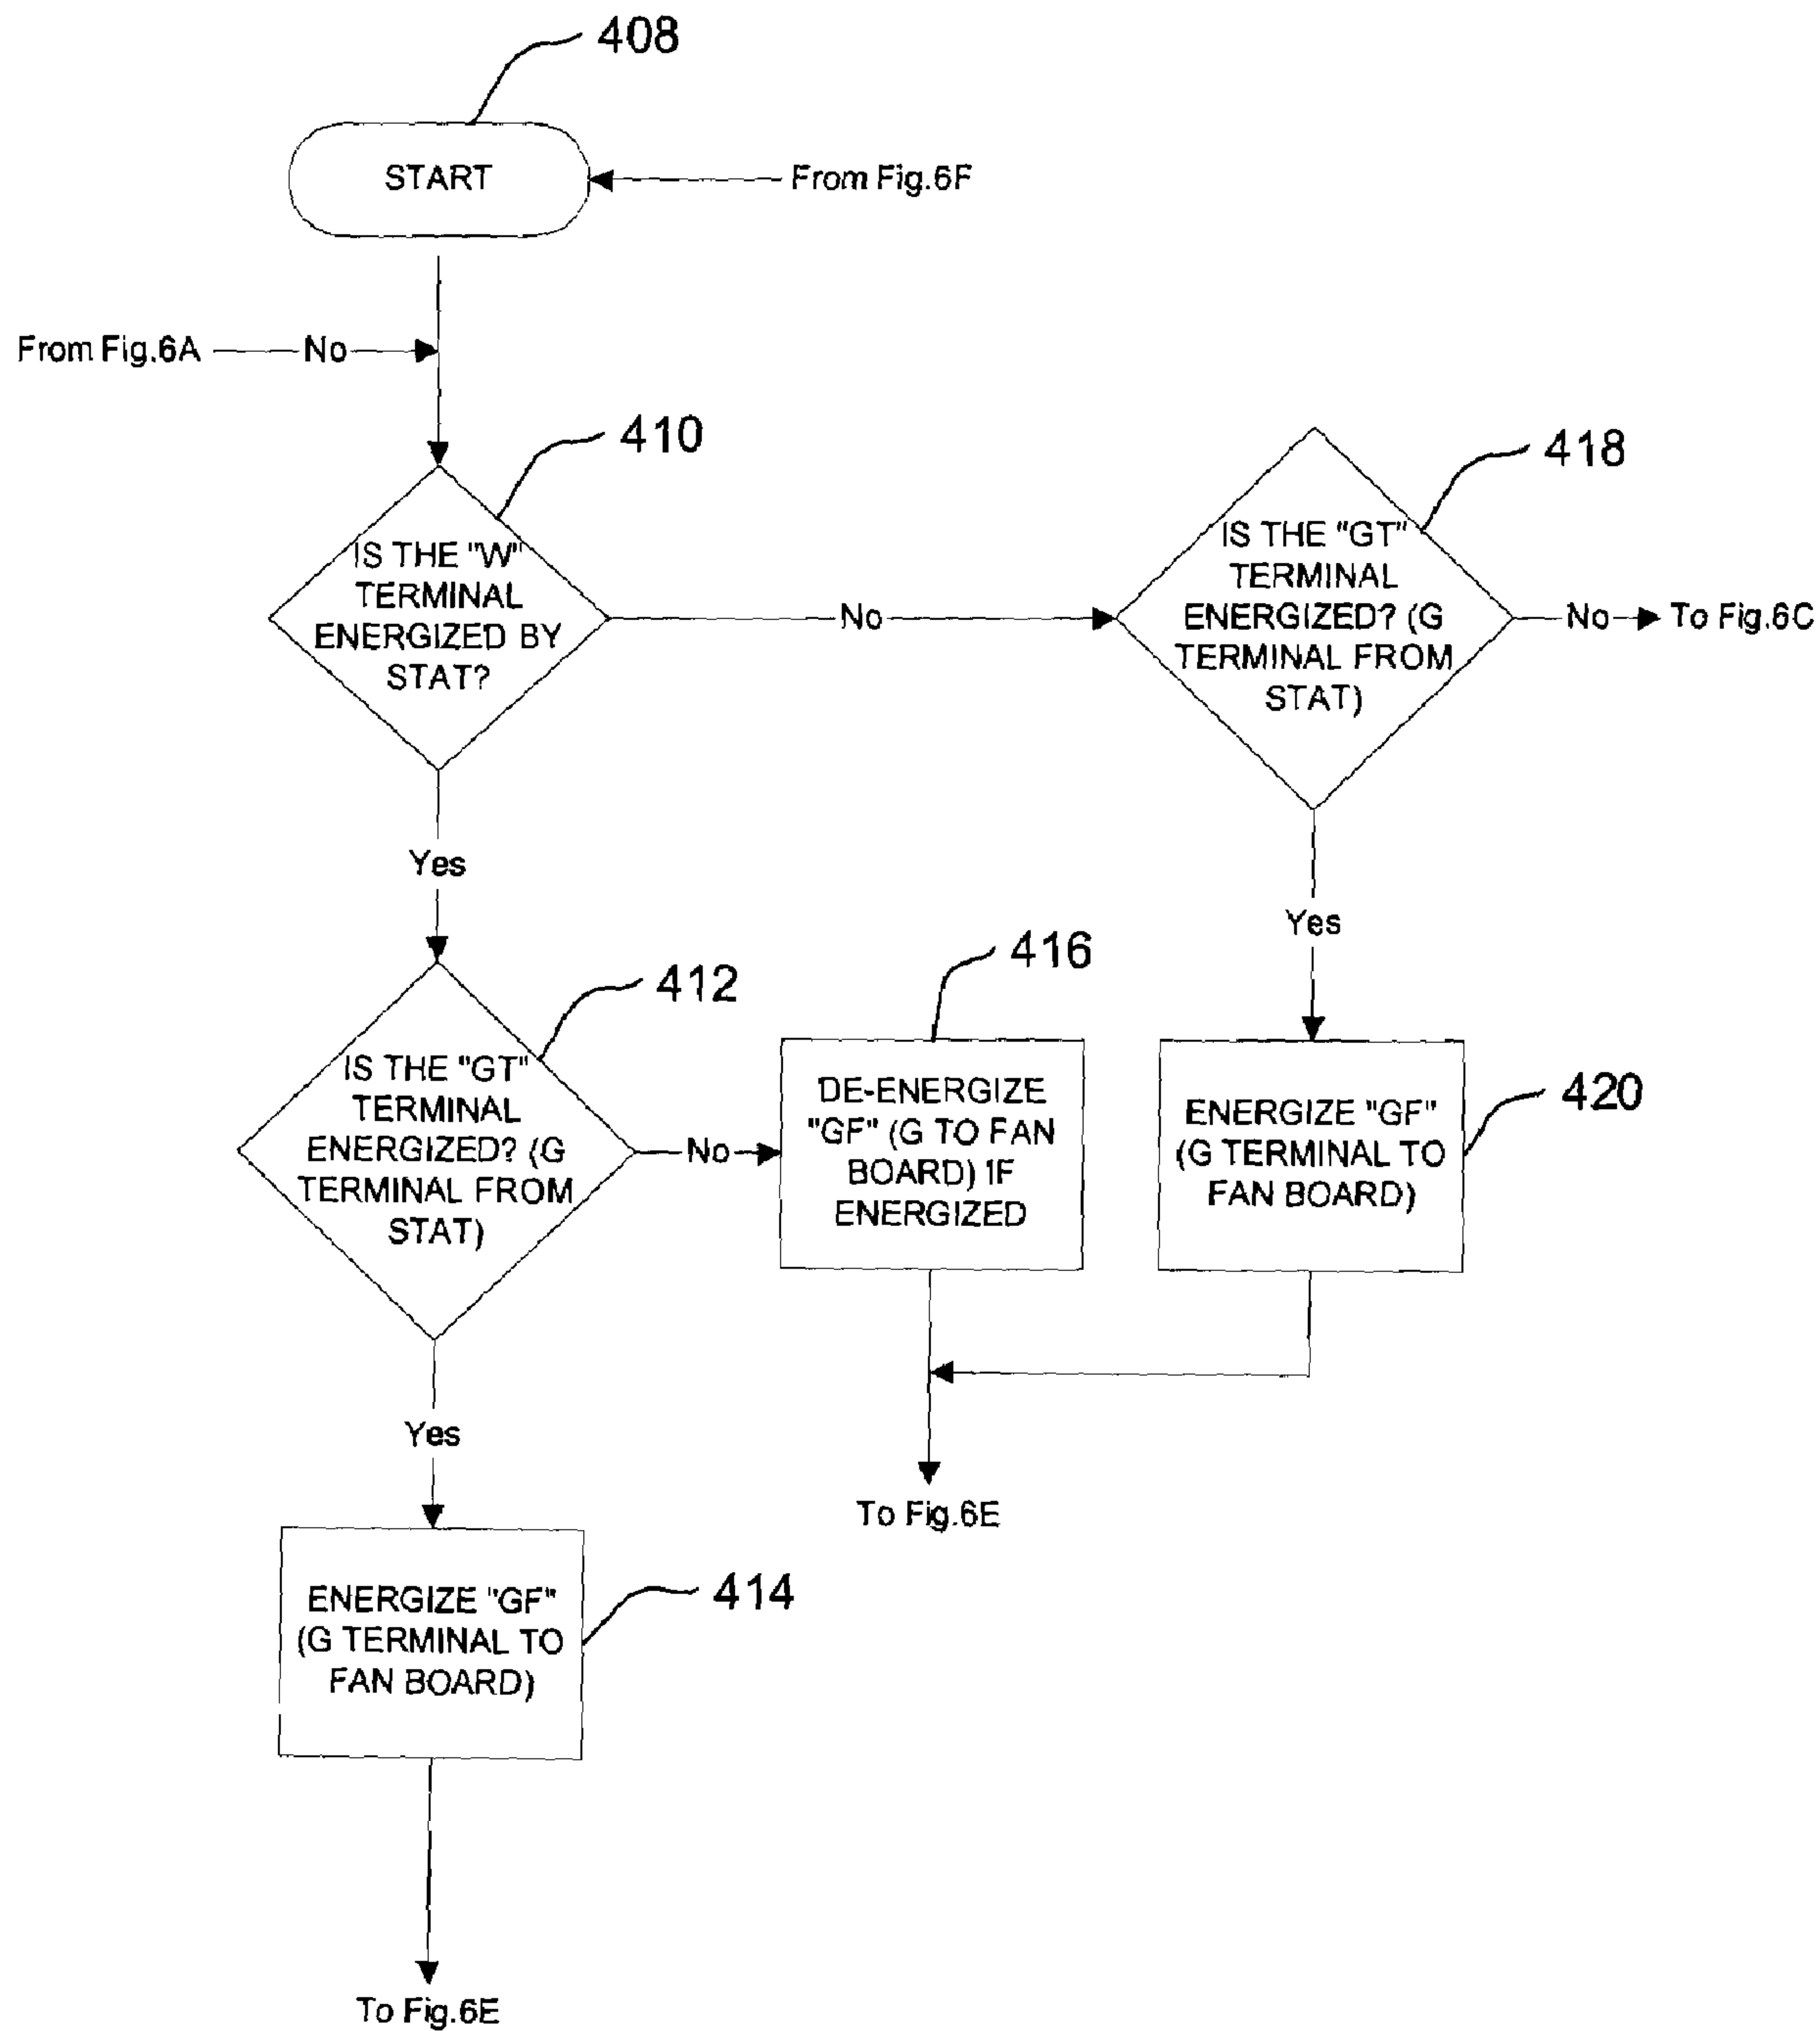 408
START
From Fig.6F
From Fig.6A
No
410
IS THE "W"
TERMINAL
ENERGIZED BY
STAT?
No
418
IS THE "GT"
TERMINAL
ENERGIZED? (G
TERMINAL FROM
STAT)
No
To Fig.6C
Yes
Yes
412
IS THE "GT"
TERMINAL
ENERGIZED? (G
TERMINAL FROM
STAT)
No
416
DE-ENERGIZE
"GF" (G TO FAN
BOARD) IF
ENERGIZED
420
ENERGIZE "GF"
(G TERMINAL TO
FAN BOARD)
Yes
To Fig.6E
414
ENERGIZE "GF"
(G TERMINAL TO
FAN BOARD)
To Fig.6E